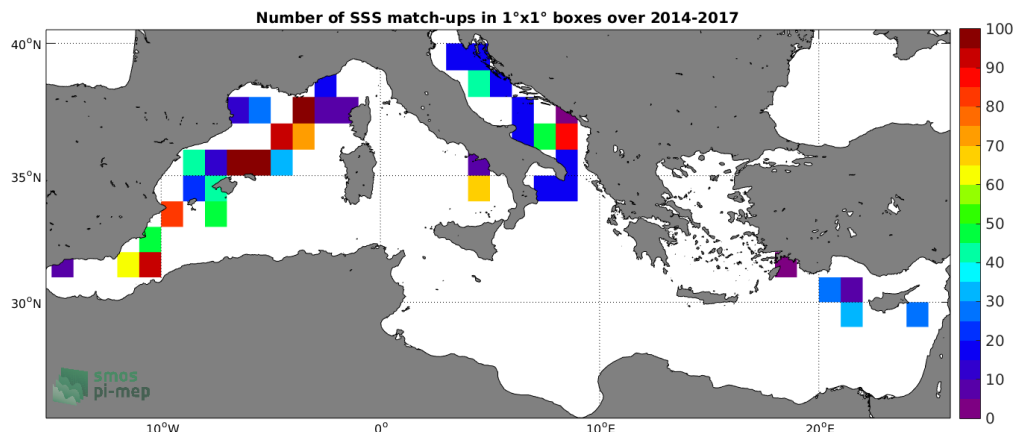 Number of SSS match-ups in 1°x1° boxes over 2014-2017
40°N
35°N
30°N
10°W
0°
10°E
20°E
100
90
80
70
60
50
40
30
20
10
0
smos
pi-mep